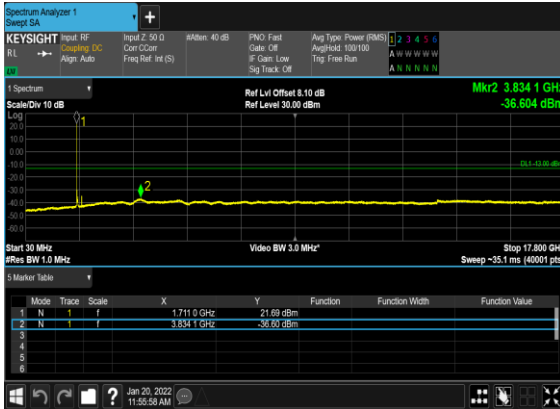 Spectrum Analyzer 1
Swept SA
+
KEYSIGHT
RL
Input: RF
Coupling: DC
Align: Auto
Input Z: 50 Ω
Corr CCorr
Freq Ref: Int (S)
#Atten: 40 dB
PNO: Fast
Gate: Off
IF Gain: Low
Sig Track: Off
Avg Type: Power (RMS)
Avg|Hold: 100/100
Trig: Free Run
1 2 3 4 5 6
A W W W W W
A N N N N N
1 Spectrum
Scale/Div 10 dB
Log
Ref Lvl Offset 8.10 dB
Ref Level 30.00 dBm
Mkr2 3.834 1 GHz
-36.604 dBm
20.0
10.0
0.00
-10.0
-20.0
-30.0
-40.0
-50.0
-60.0
1
2
DL1 -13.00 dBm
Start 30 MHz
#Res BW 1.0 MHz
Video BW 3.0 MHz*
Stop 17.800 GHz
Sweep ~35.1 ms (40001 pts)
5 Marker Table
Mode Trace Scale X Y Function Function Width Function Value
1 N 1 f 1.711 0 GHz 21.69 dBm
2 N 1 f 3.834 1 GHz -36.60 dBm
3
4
5
6
?
Jan 20, 2022
11:55:58 AM